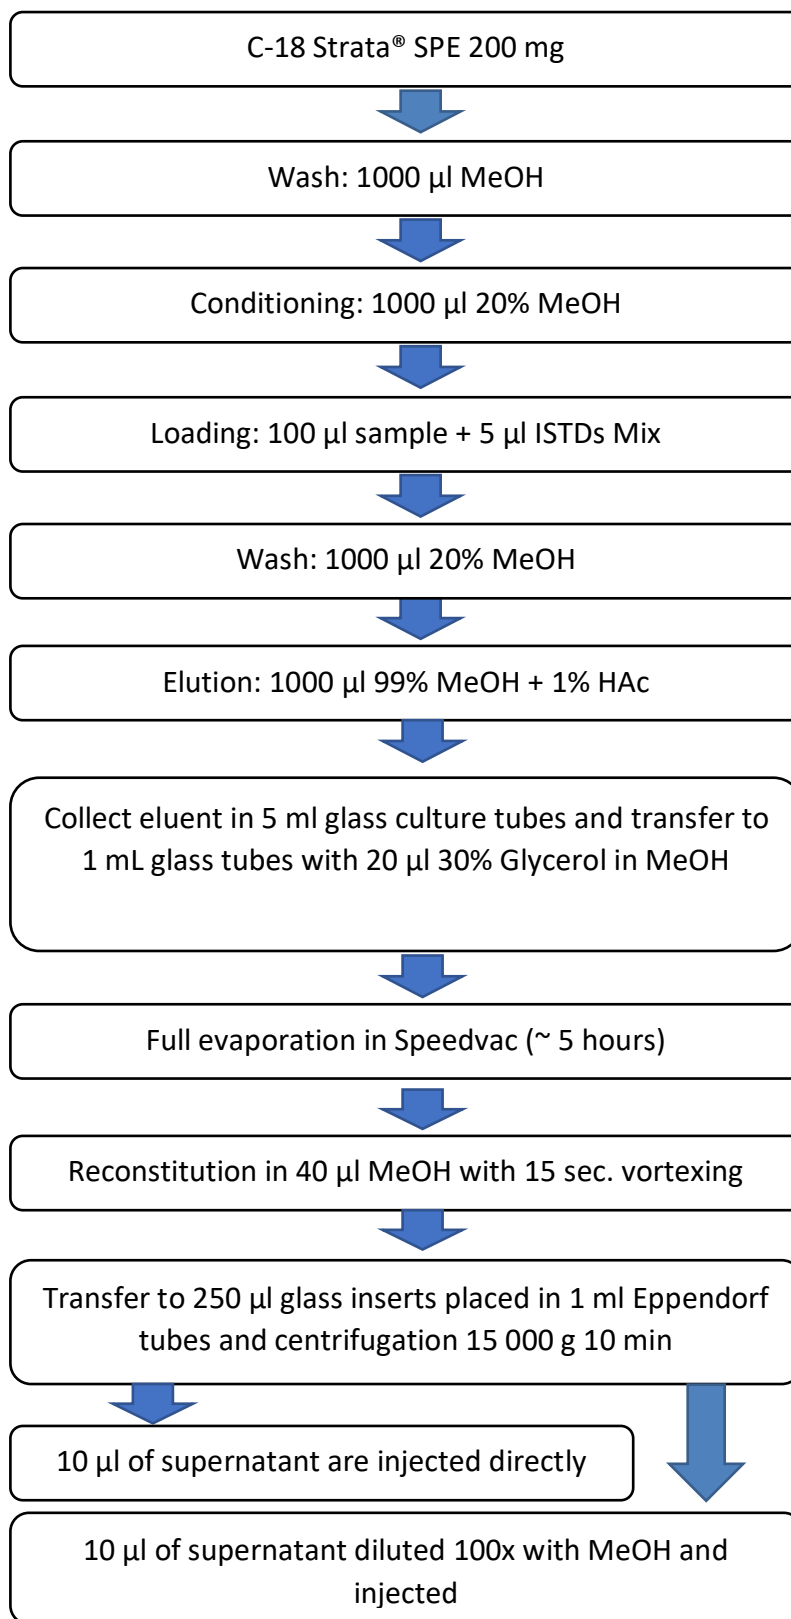 C-18 Strata® SPE 200 mg
Wash: 1000 µl MeOH
Conditioning: 1000 µl 20% MeOH
Loading: 100 µl sample + 5 µl ISTDs Mix
Wash: 1000 µl 20% MeOH
Elution: 1000 µl 99% MeOH + 1% HAc
Collect eluent in 5 ml glass culture tubes and transfer to
1 mL glass tubes with 20 µl 30% Glycerol in MeOH
Full evaporation in Speedvac (~ 5 hours)
Reconstitution in 40 µl MeOH with 15 sec. vortexing
Transfer to 250 µl glass inserts placed in 1 ml Eppendorf
tubes and centrifugation 15 000 g 10 min
10 µl of supernatant are injected directly
10 µl of supernatant diluted 100x with MeOH and
injected